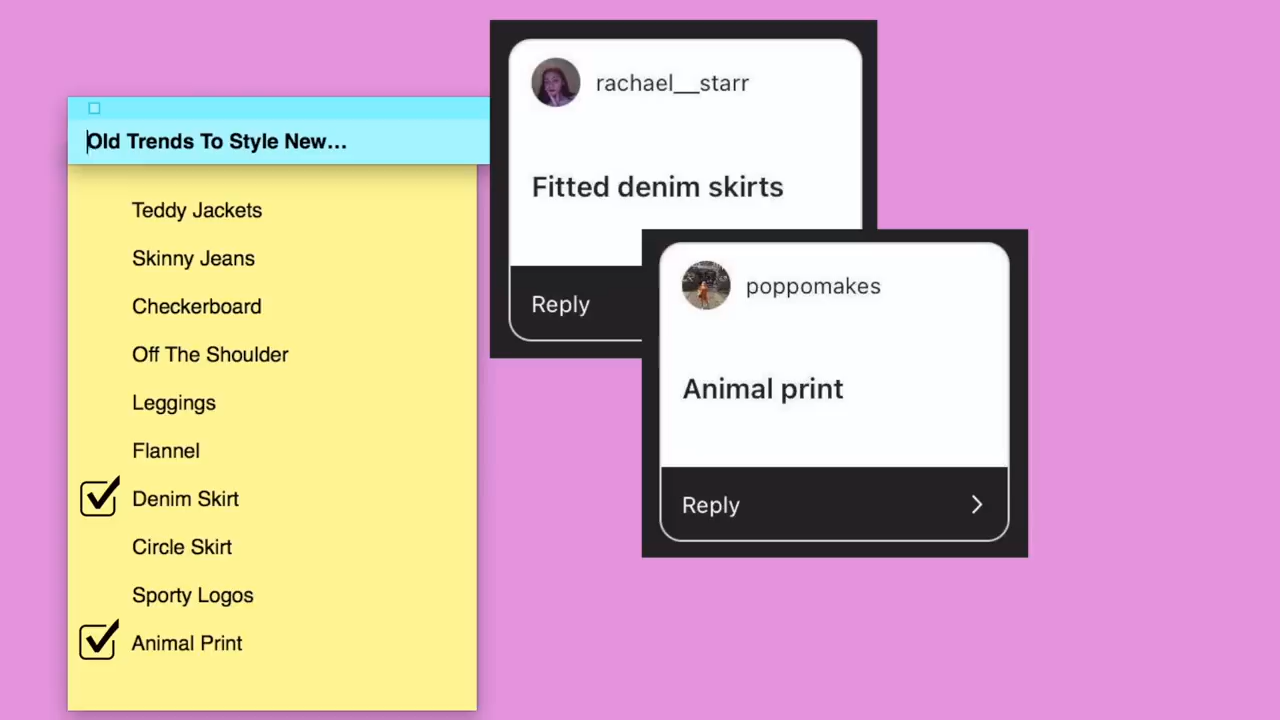 Old Trends To Style New...
Teddy Jackets
Skinny Jeans
Checkerboard
Off The Shoulder
Leggings
Flannel
Denim Skirt
Circle Skirt
Sporty Logos
Animal Print
rachael__starr
Fitted denim skirts
Reply
poppomakes
Animal print
Reply